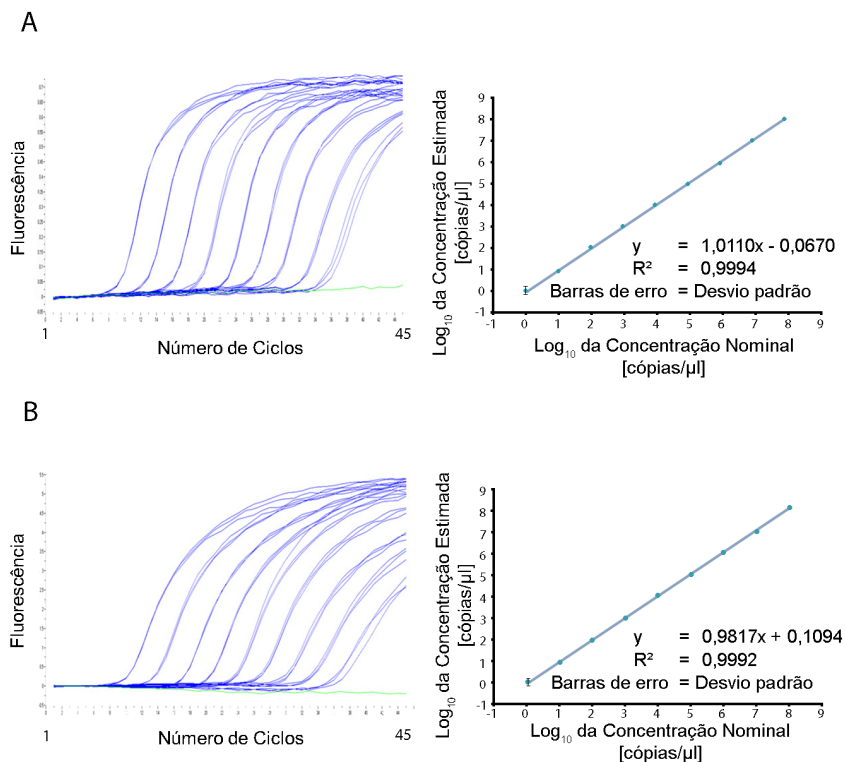 A
Fluorescência
1
45
Número de Ciclos
Log10 da Concentração Estimada
[cópias/µl]
9
8
7
6
5
4
3
2
1
0
-1
y = 1,0110x - 0,0670
R² = 0,9994
Barras de erro = Desvio padrão
-1 0 1 2 3 4 5 6 7 8 9
Log10 da Concentração Nominal
[cópias/µl]
B
Fluorescência
1
45
Número de Ciclos
Log10 da Concentração Estimada
[cópias/µl]
9
8
7
6
5
4
3
2
1
0
-1
y = 0,9817x + 0,1094
R² = 0,9992
Barras de erro = Desvio padrão
-1 0 1 2 3 4 5 6 7 8 9
Log10 da Concentração Nominal
[cópias/µl]